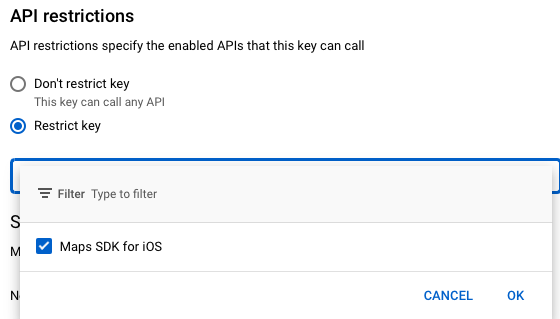 API restrictions
API restrictions specify the enabled APIs that this key can call
Don't restrict key
This key can call any API
Restrict key
Filter Type to filter
Maps SDK for iOS
CANCEL OK